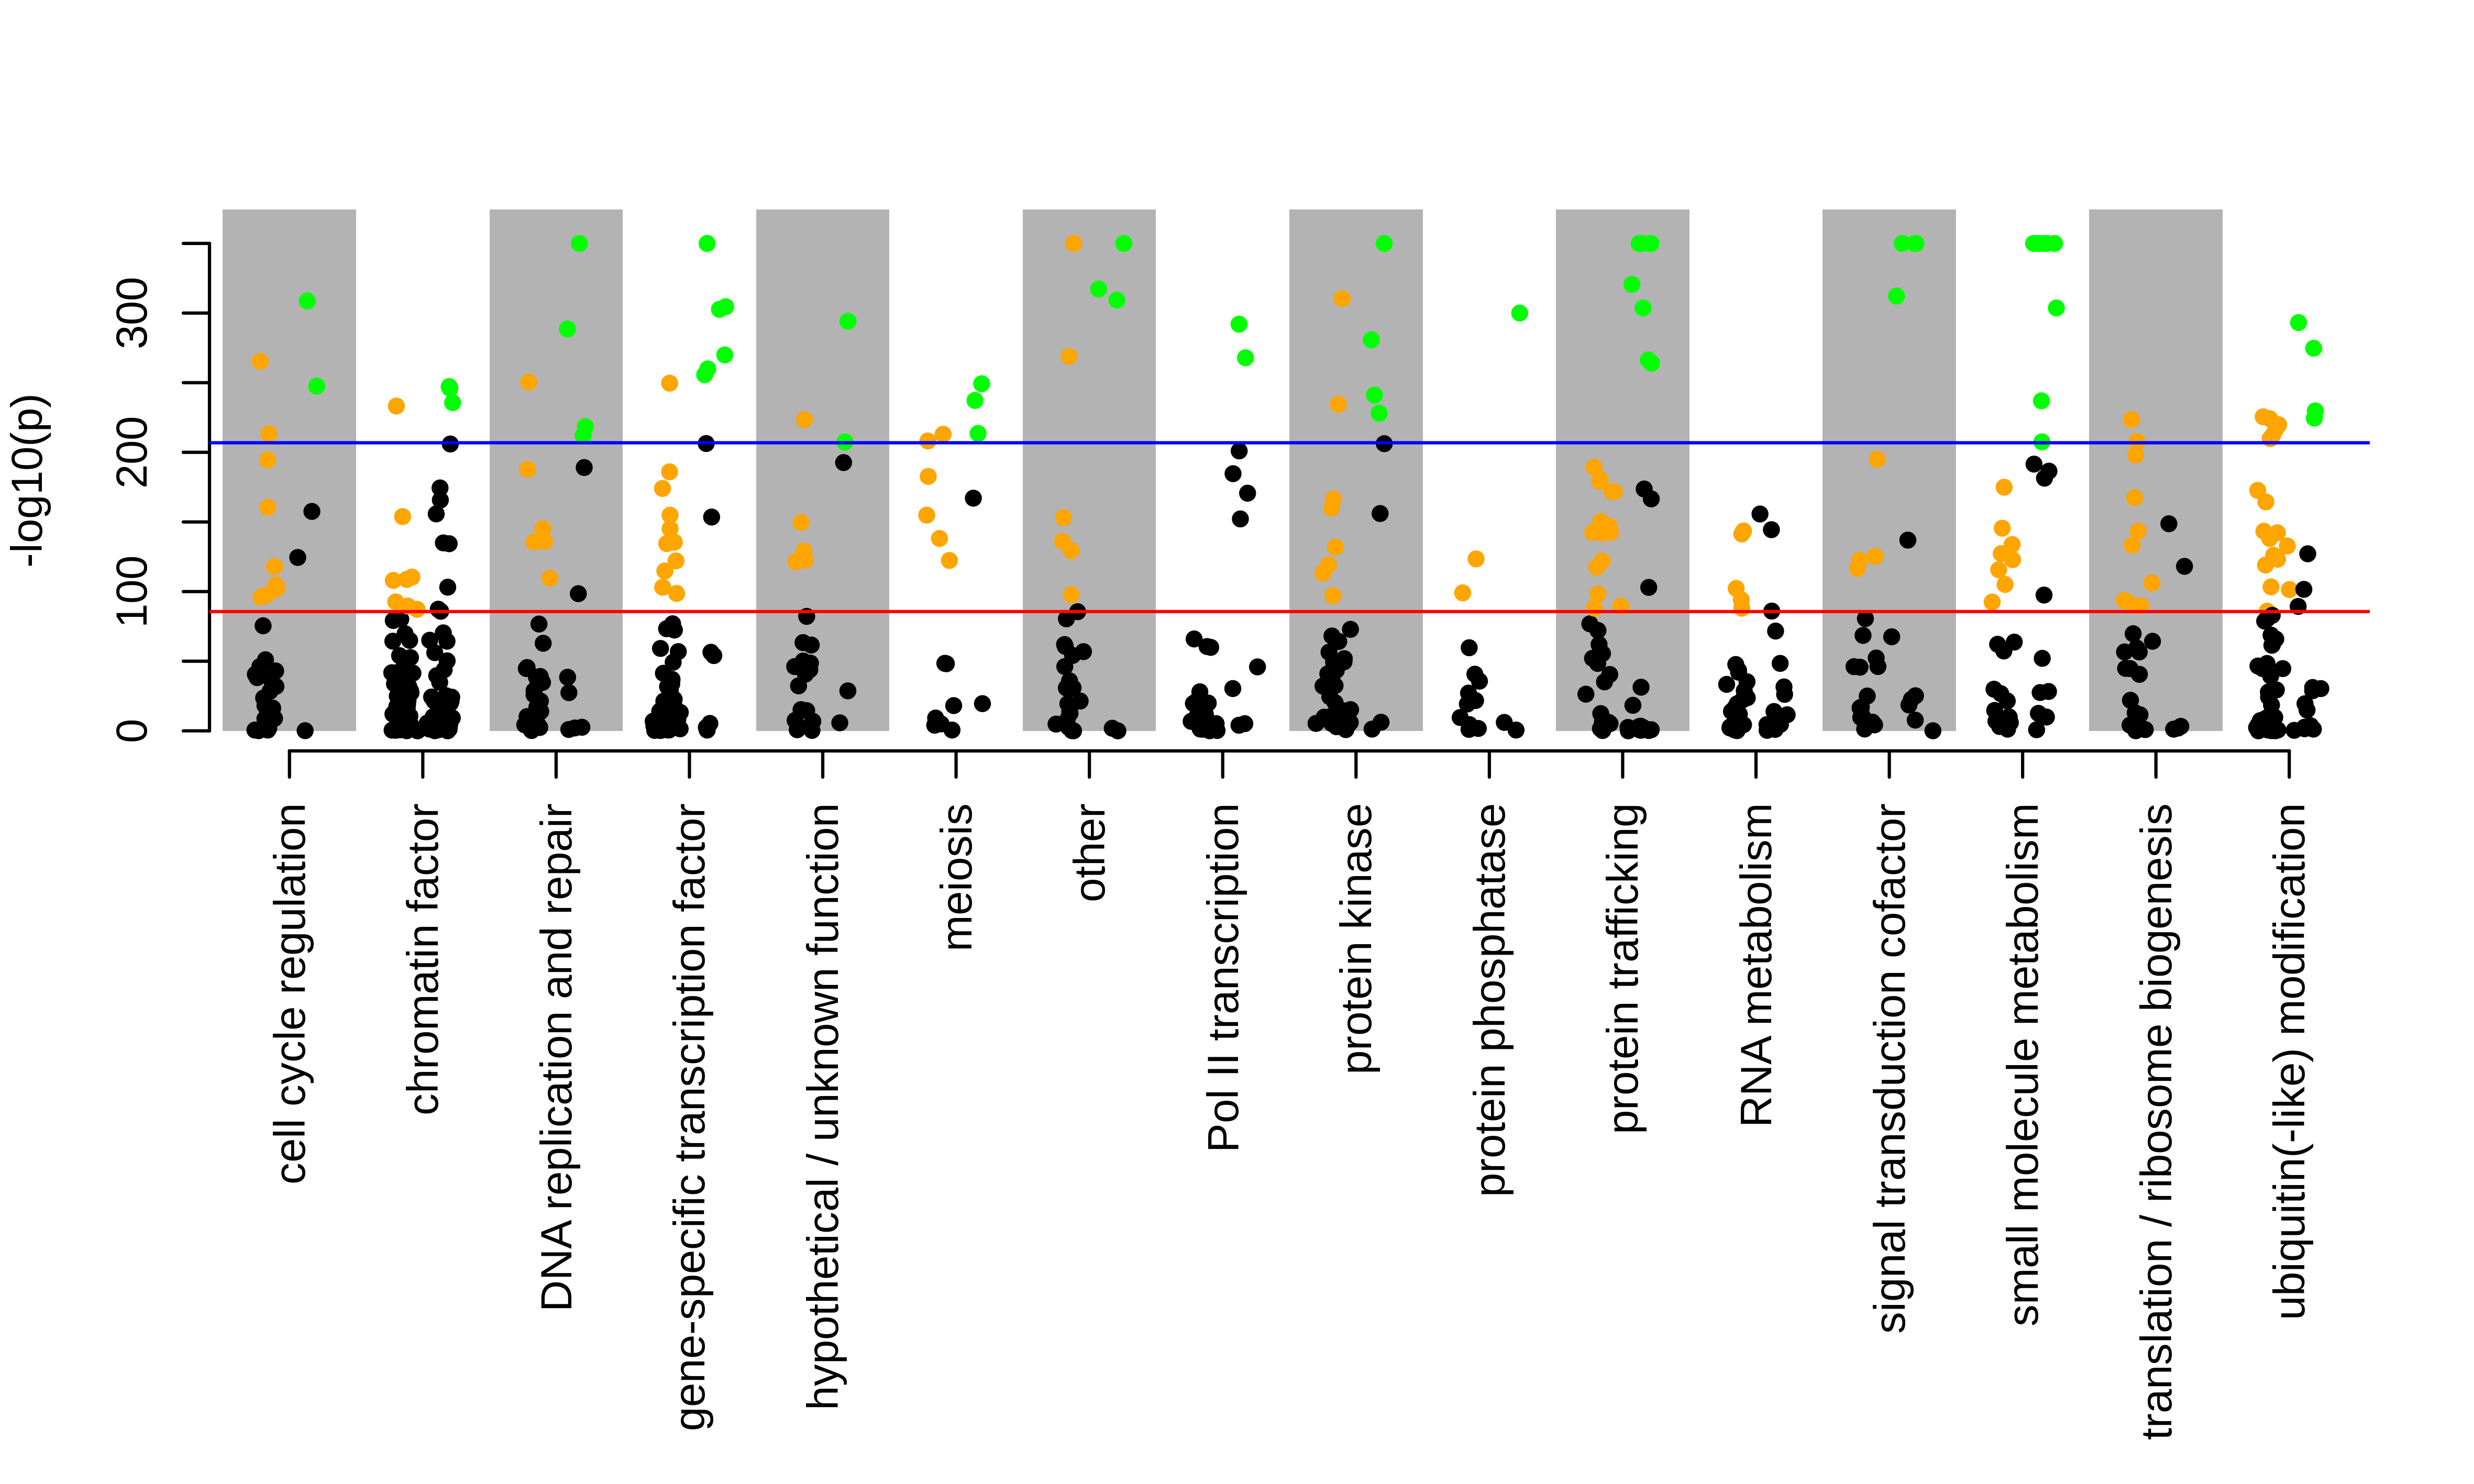 -log10(p)
300
200
100
0
cell cycle regulation
chromatin factor
DNA replication and repair
gene-specific transcription factor
hypothetical / unknown function
meiosis
other
Pol II transcription
protein kinase
protein phosphatase
protein trafficking
RNA metabolism
signal transduction cofactor
small molecule metabolism
translation / ribosome biogenesis
ubiquitin(-like) modification